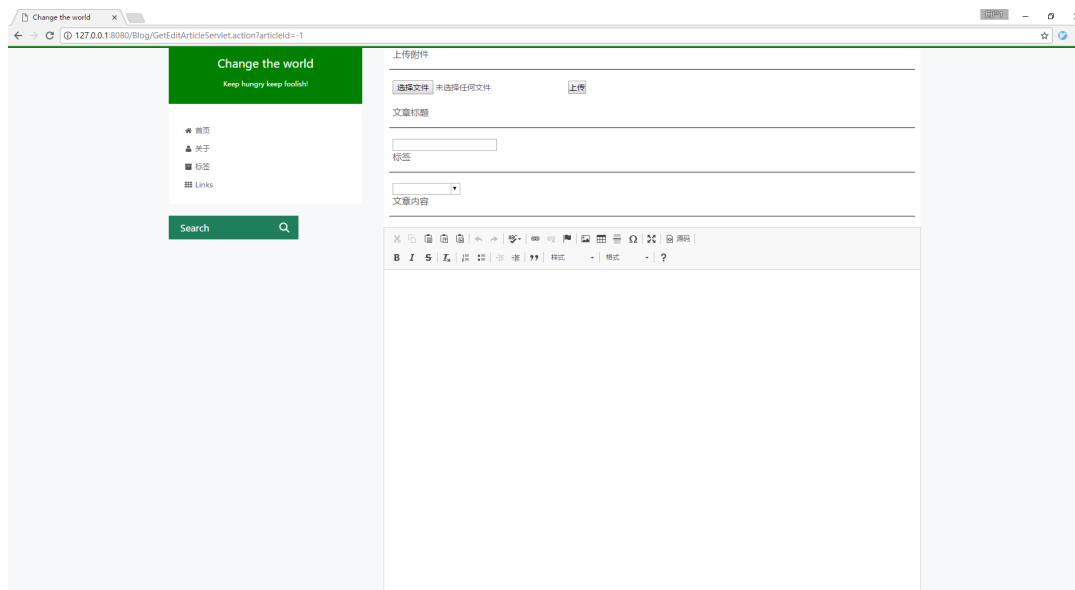 Change the world
127.0.0.1:8080/Blog/GetEditArticleServlet.action?articleId=-1
Change the world
Keep hungry keep foolish!
首页
关于
标签
Links
Search
上传附件
选择文件 未选择任何文件 上传
文章标题
标签
文章内容
源码
B I S Tx 样式 格式 ?